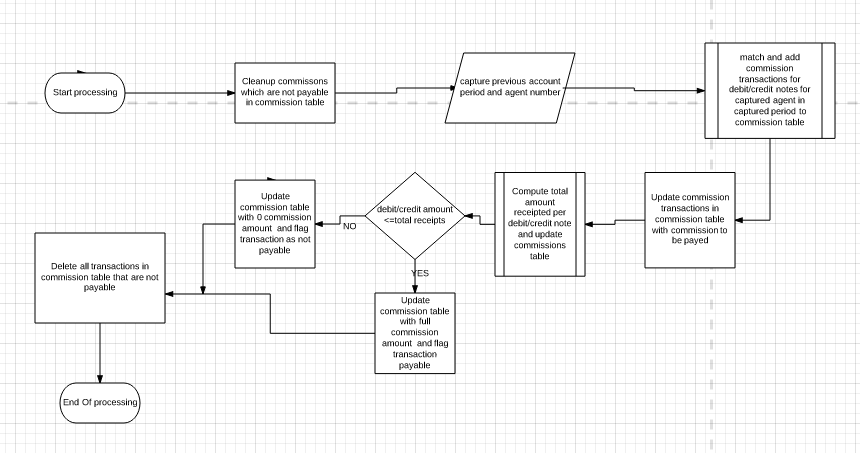 Start processing
Cleanup commissons
which are not payable
in commission table
capture previous account
period and agent number
match and add
commission
transactions for
debit/credit notes for
captured agent in
captured period to
commission table
Update commission
transactions in
commission table
with commission to
be payed
Compute total
amount
receipted per
debit/credit note
and update
commissions
table
debit/credit amount
<=total receipts
NO
YES
Update
commission table
with 0 commission
amount and flag
transaction as not
payable
Update
commission table
with full
commission
amount and flag
transaction
payable
Delete all transactions in
commission table that are not
payable
End Of processing